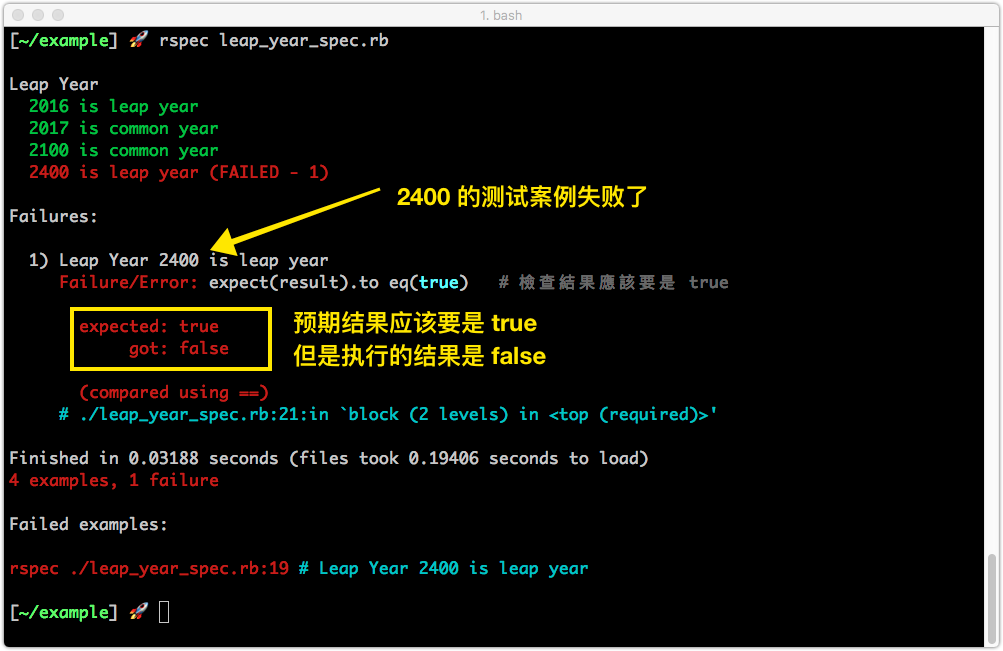 1. bash
[~/example] 🚀 rspec leap_year_spec.rb
Leap Year
2016 is leap year
2017 is common year
2100 is common year
2400 is leap year (FAILED - 1)
2400 的测试案例失败了
Failures:
1) Leap Year 2400 is leap year
Failure/Error: expect(result).to eq(true)   # 檢查結果應該要是 true
expected: true
got: false
预期结果应该要是 true
但是执行的结果是 false
(compared using ==)
# ./leap_year_spec.rb:21:in `block (2 levels) in <top (required)>'
Finished in 0.03188 seconds (files took 0.19406 seconds to load)
4 examples, 1 failure
Failed examples:
rspec ./leap_year_spec.rb:19 # Leap Year 2400 is leap year
[~/example] 🚀